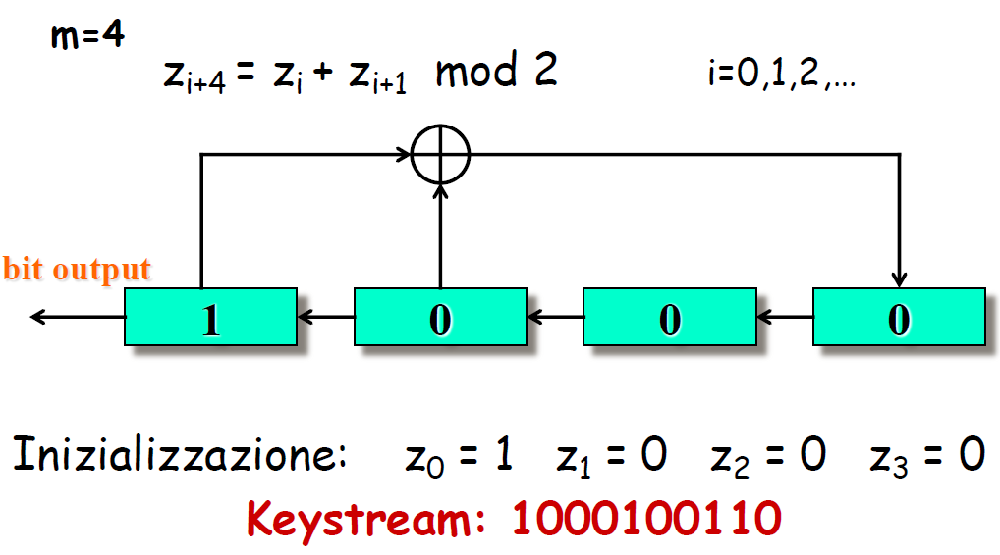 m=4
zᵢ₊₄ = zᵢ + zᵢ₊₁ mod 2 i=0,1,2,...
bit output
1 0 0 0
Inizializzazione: z₀ = 1 z₁ = 0 z₂ = 0 z₃ = 0
Keystream: 1000100110